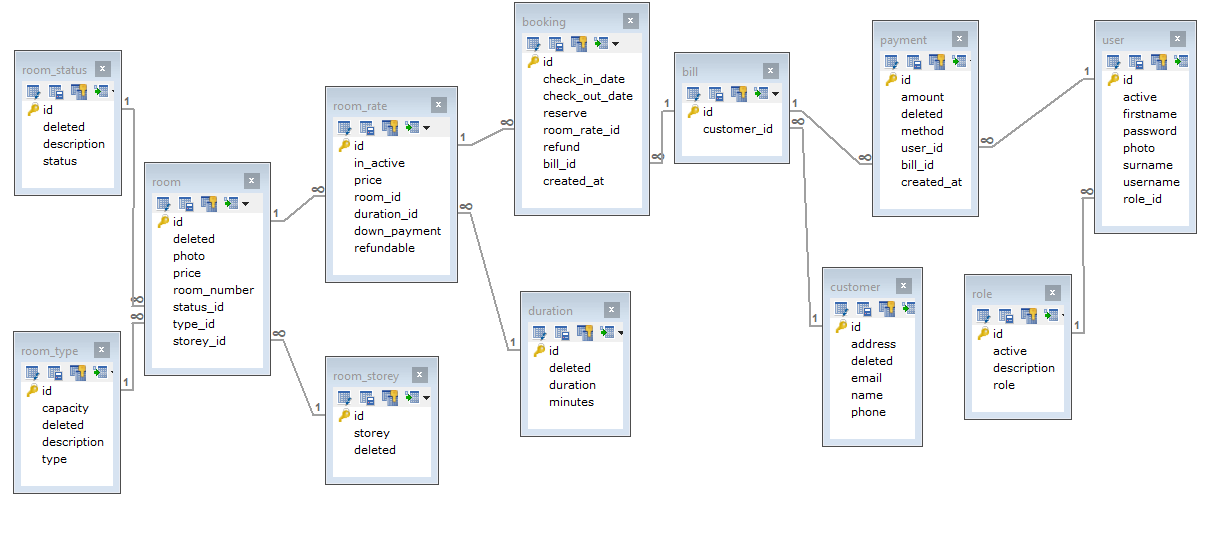 room_status
id
deleted
description
status
room_type
id
capacity
deleted
description
type
room
id
deleted
photo
price
room_number
status_id
type_id
storey_id
room_rate
id
in_active
price
room_id
duration_id
down_payment
refundable
room_storey
id
storey
deleted
booking
id
check_in_date
check_out_date
reserve
room_rate_id
refund
bill_id
created_at
duration
id
deleted
duration
minutes
bill
id
customer_id
payment
id
amount
deleted
method
user_id
bill_id
created_at
customer
id
address
deleted
email
name
phone
user
id
active
firstname
password
photo
surname
username
role_id
role
id
active
description
role
1
∞
1
∞
1
∞
∞
1
1
∞
∞
1
1
∞
1
∞
∞
1
1
∞
∞
1